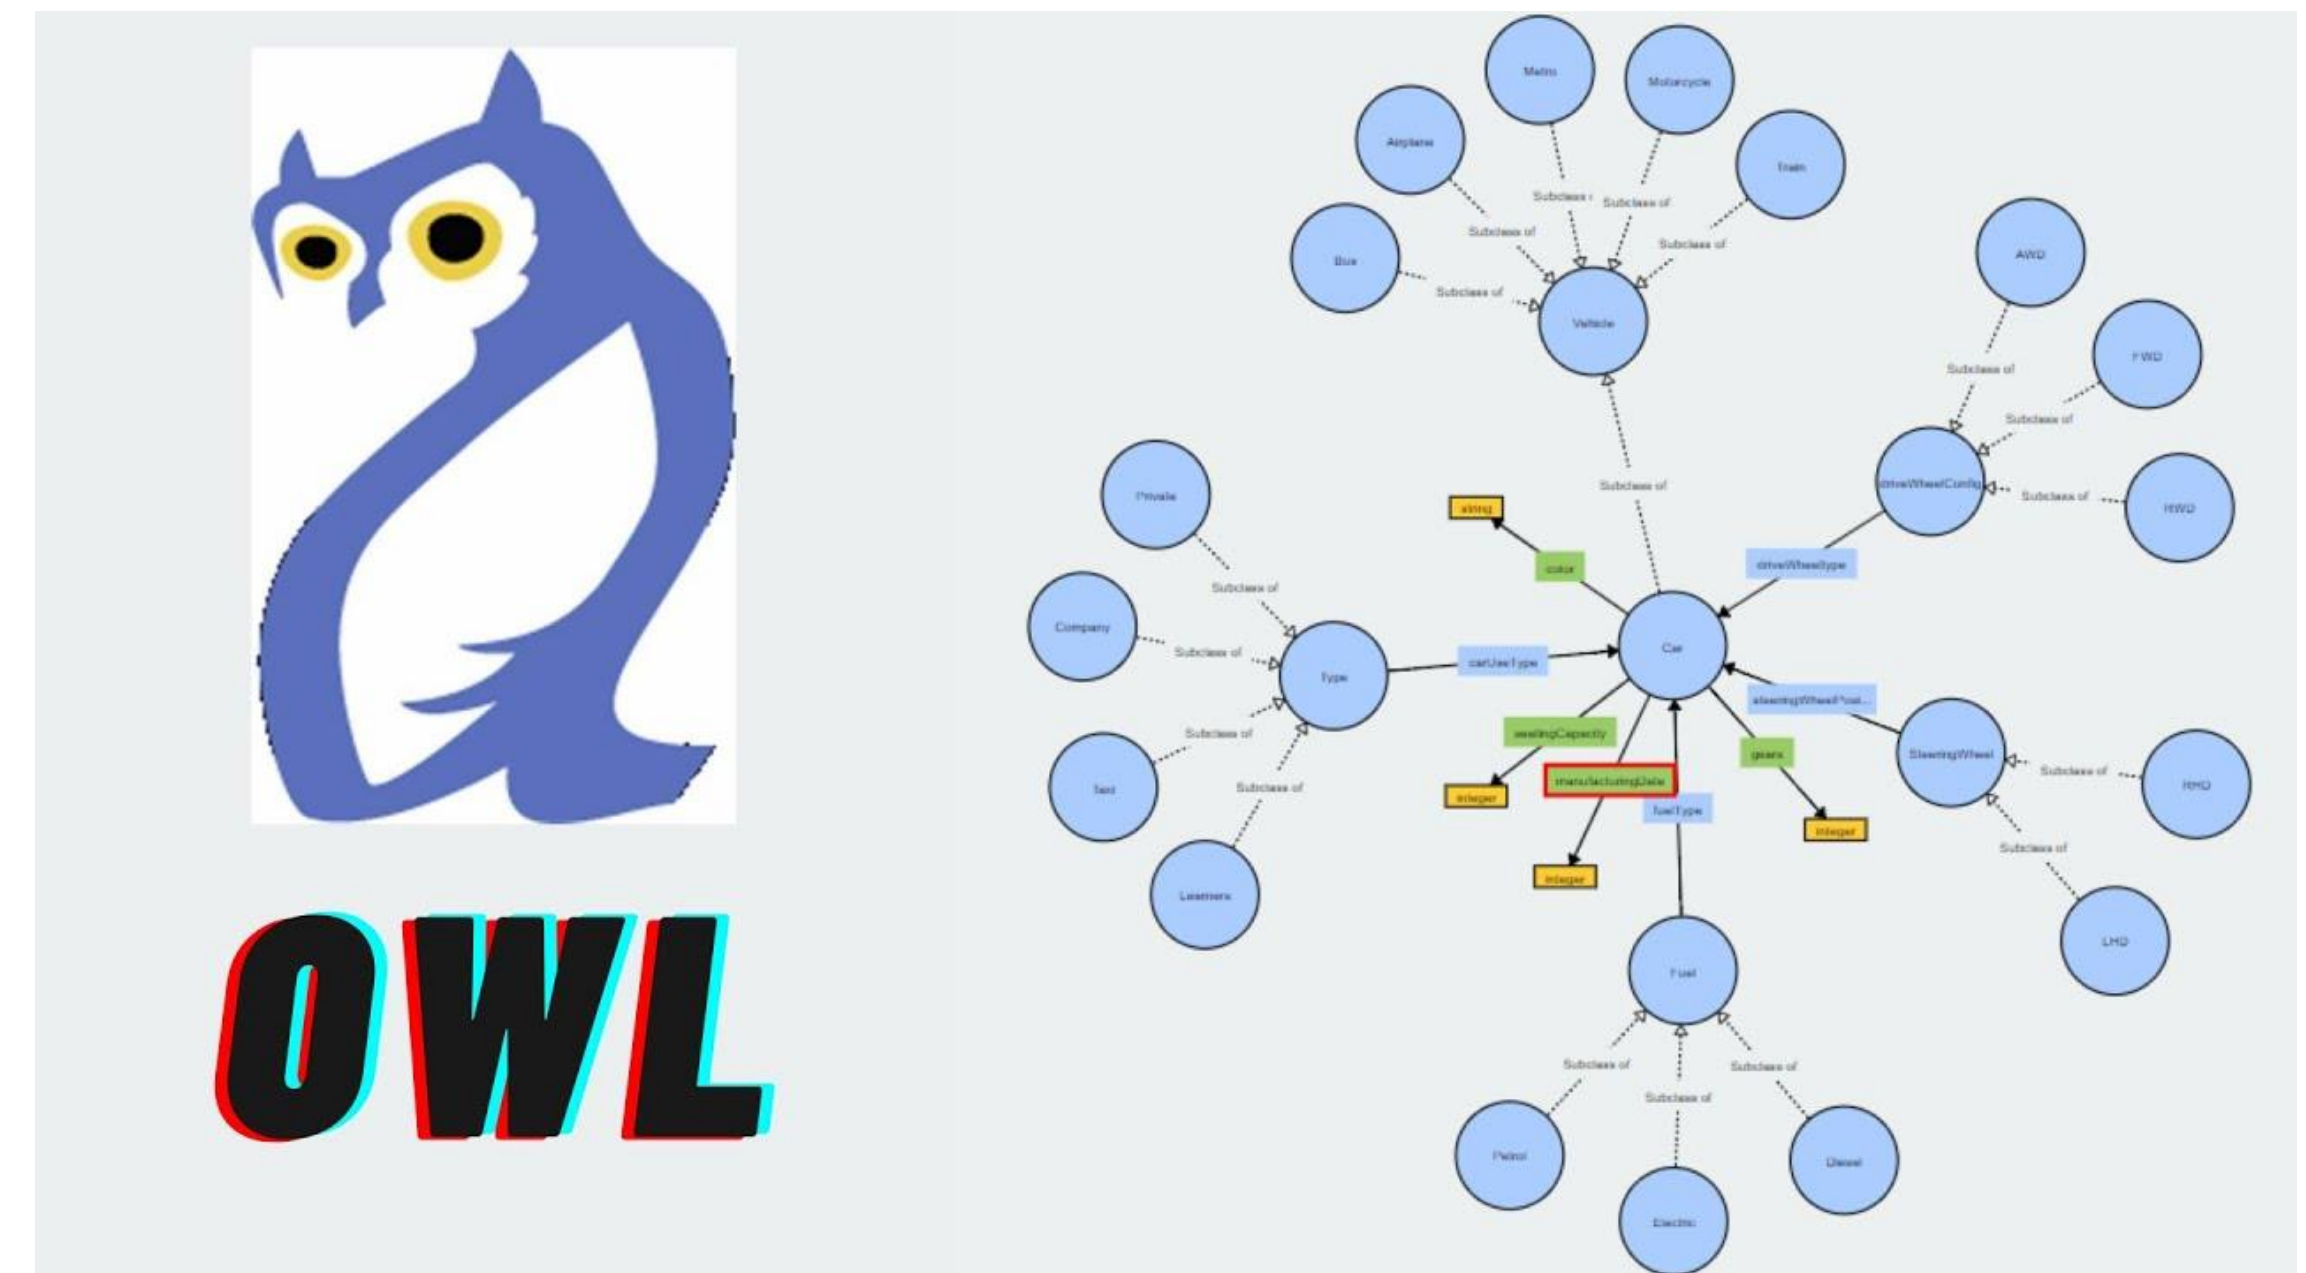 OWL
Metro
Motorcycle
Airplane
Train
Subclass
Subclass of
Subclass of
Subclass of
Bus
Subclass of
Vehicle
AWD
FWD
Subclass of
Subclass of
driveWheelConfig
Subclass of
RWD
Subclass of
Private
string
color
driveWheeltype
Subclass of
Company
Subclass of
Type
carUseType
Car
steeringWheelPosi...
Subclass of
Taxi
seatingCapacity
gears
SteeringWheel
Subclass of
RHD
manufacturingDate
Subclass of
integer
fuelType
integer
Subclass of
integer
Learners
LHD
Fuel
Subclass of
Subclass of
Subclass of
Petrol
Diesel
Electric